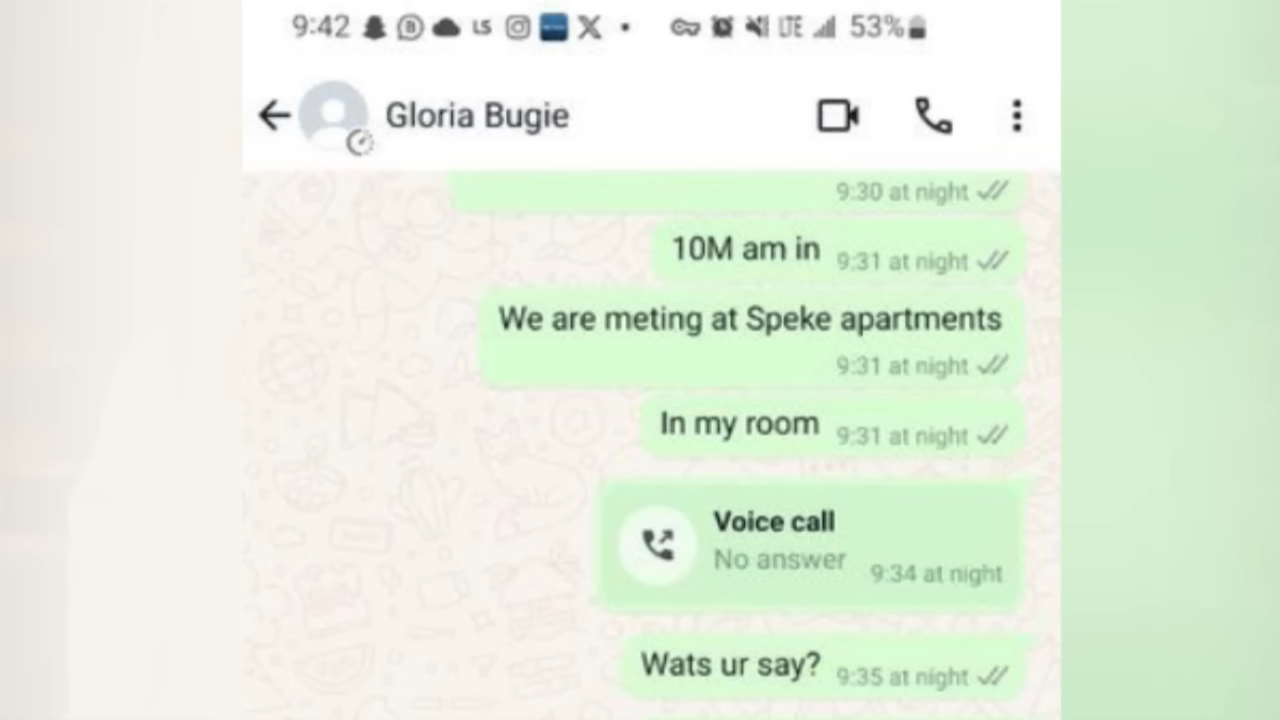 9:42 LS LTE 53%
Gloria Bugie
9:30 at night
10M am in 9:31 at night
We are meting at Speke apartments
9:31 at night
In my room 9:31 at night
Voice call
No answer 9:34 at night
Wats ur say? 9:35 at night